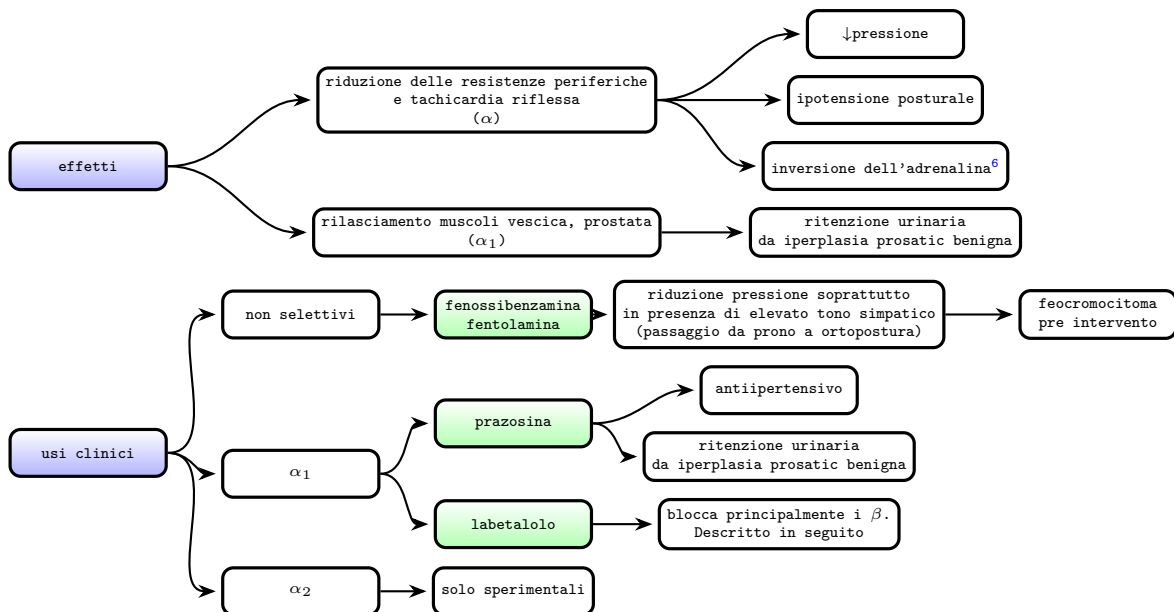 effetti
riduzione delle resistenze periferiche
e tachicardia riflessa
(α)
↓pressione
ipotensione posturale
inversione dell'adrenalina⁶
rilasciamento muscoli vescica, prostata
(α₁)
ritenzione urinaria
da iperplasia prosatic benigna
usi clinici
non selettivi
fenossibenzamina
fentolamina
riduzione pressione soprattutto
in presenza di elevato tono simpatico
(passaggio da prono a ortopostura)
feocromocitoma
pre intervento
α₁
prazosina
antiipertensivo
ritenzione urinaria
da iperplasia prosatic benigna
labetalolo
blocca principalmente i β.
Descritto in seguito
α₂
solo sperimentali